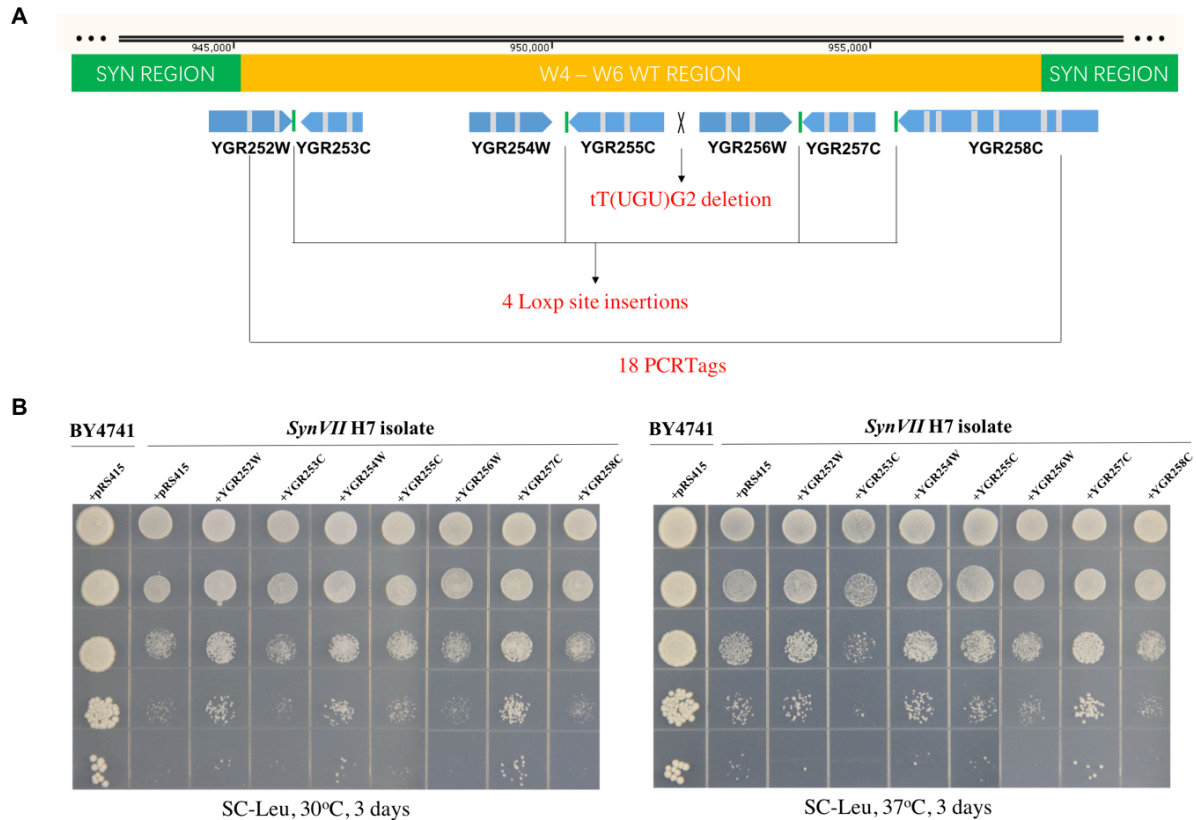 A
945,000 950,000 955,000
SYN REGION W4 – W6 WT REGION SYN REGION
YGR252W YGR253C YGR254W YGR255C YGR256W YGR257C YGR258C
tT(UGU)G2 deletion
4 Loxp site insertions
18 PCRTags
B
BY4741 SynVII H7 isolate
+pRS415 +pRS415 +YGR252W +YGR253C +YGR254W +YGR255C +YGR256W +YGR257C +YGR258C
SC-Leu, 30°C, 3 days
BY4741 SynVII H7 isolate
+pRS415 +pRS415 +YGR252W +YGR253C +YGR254W +YGR255C +YGR256W +YGR257C +YGR258C
SC-Leu, 37°C, 3 days